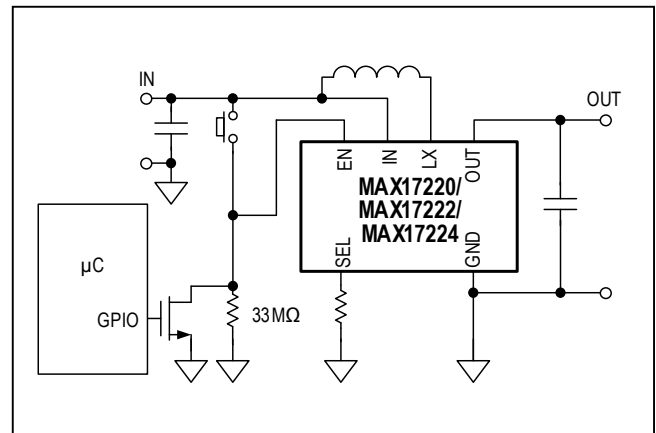 IN
OUT
EN
IN
LX
OUT
MAX17220/
MAX17222/
MAX17224
SEL
GND
µC
GPIO
33MΩ